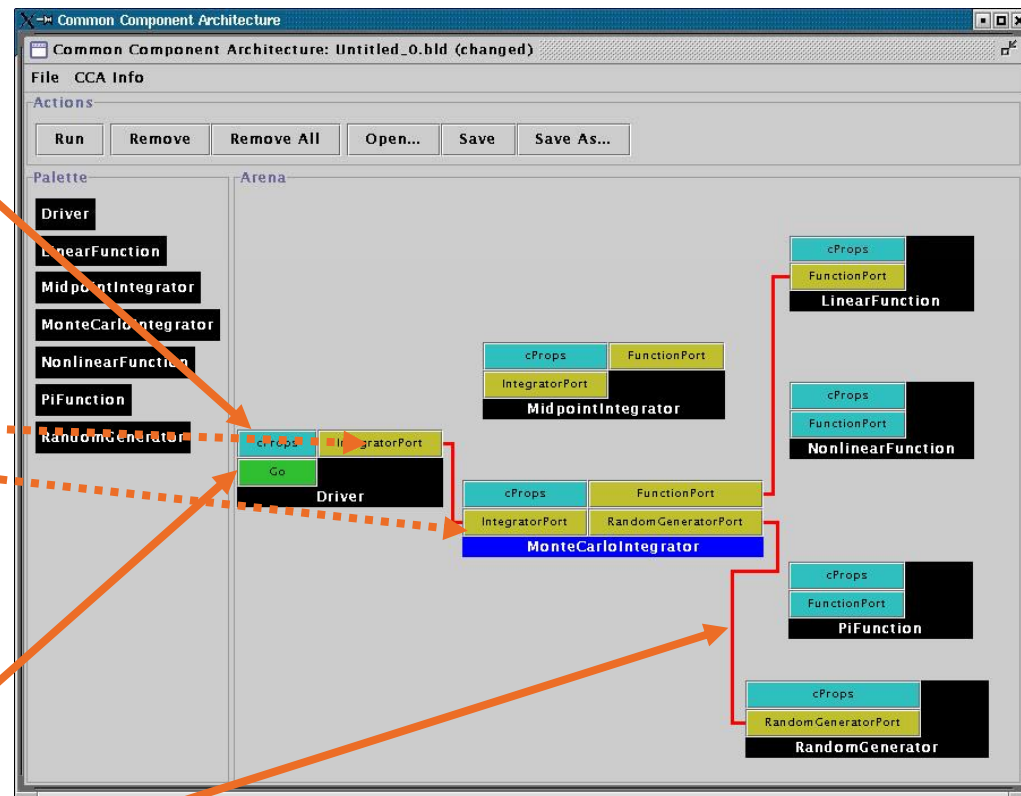 Common Component Architecture
Common Component Architecture: Untitled_0.bld (changed)
File CCA Info
Actions
Run Remove Remove All Open... Save Save As...
Palette
Driver
LinearFunction
MidpointIntegrator
MonteCarloIntegrator
NonlinearFunction
PiFunction
RandomGenerator
Arena
cProps IntegratorPort
Go
Driver
cProps FunctionPort
IntegratorPort
MidpointIntegrator
cProps FunctionPort
IntegratorPort RandomGeneratorPort
MonteCarloIntegrator
cProps
FunctionPort
LinearFunction
cProps
FunctionPort
NonlinearFunction
cProps
FunctionPort
PiFunction
cProps
RandomGeneratorPort
RandomGenerator